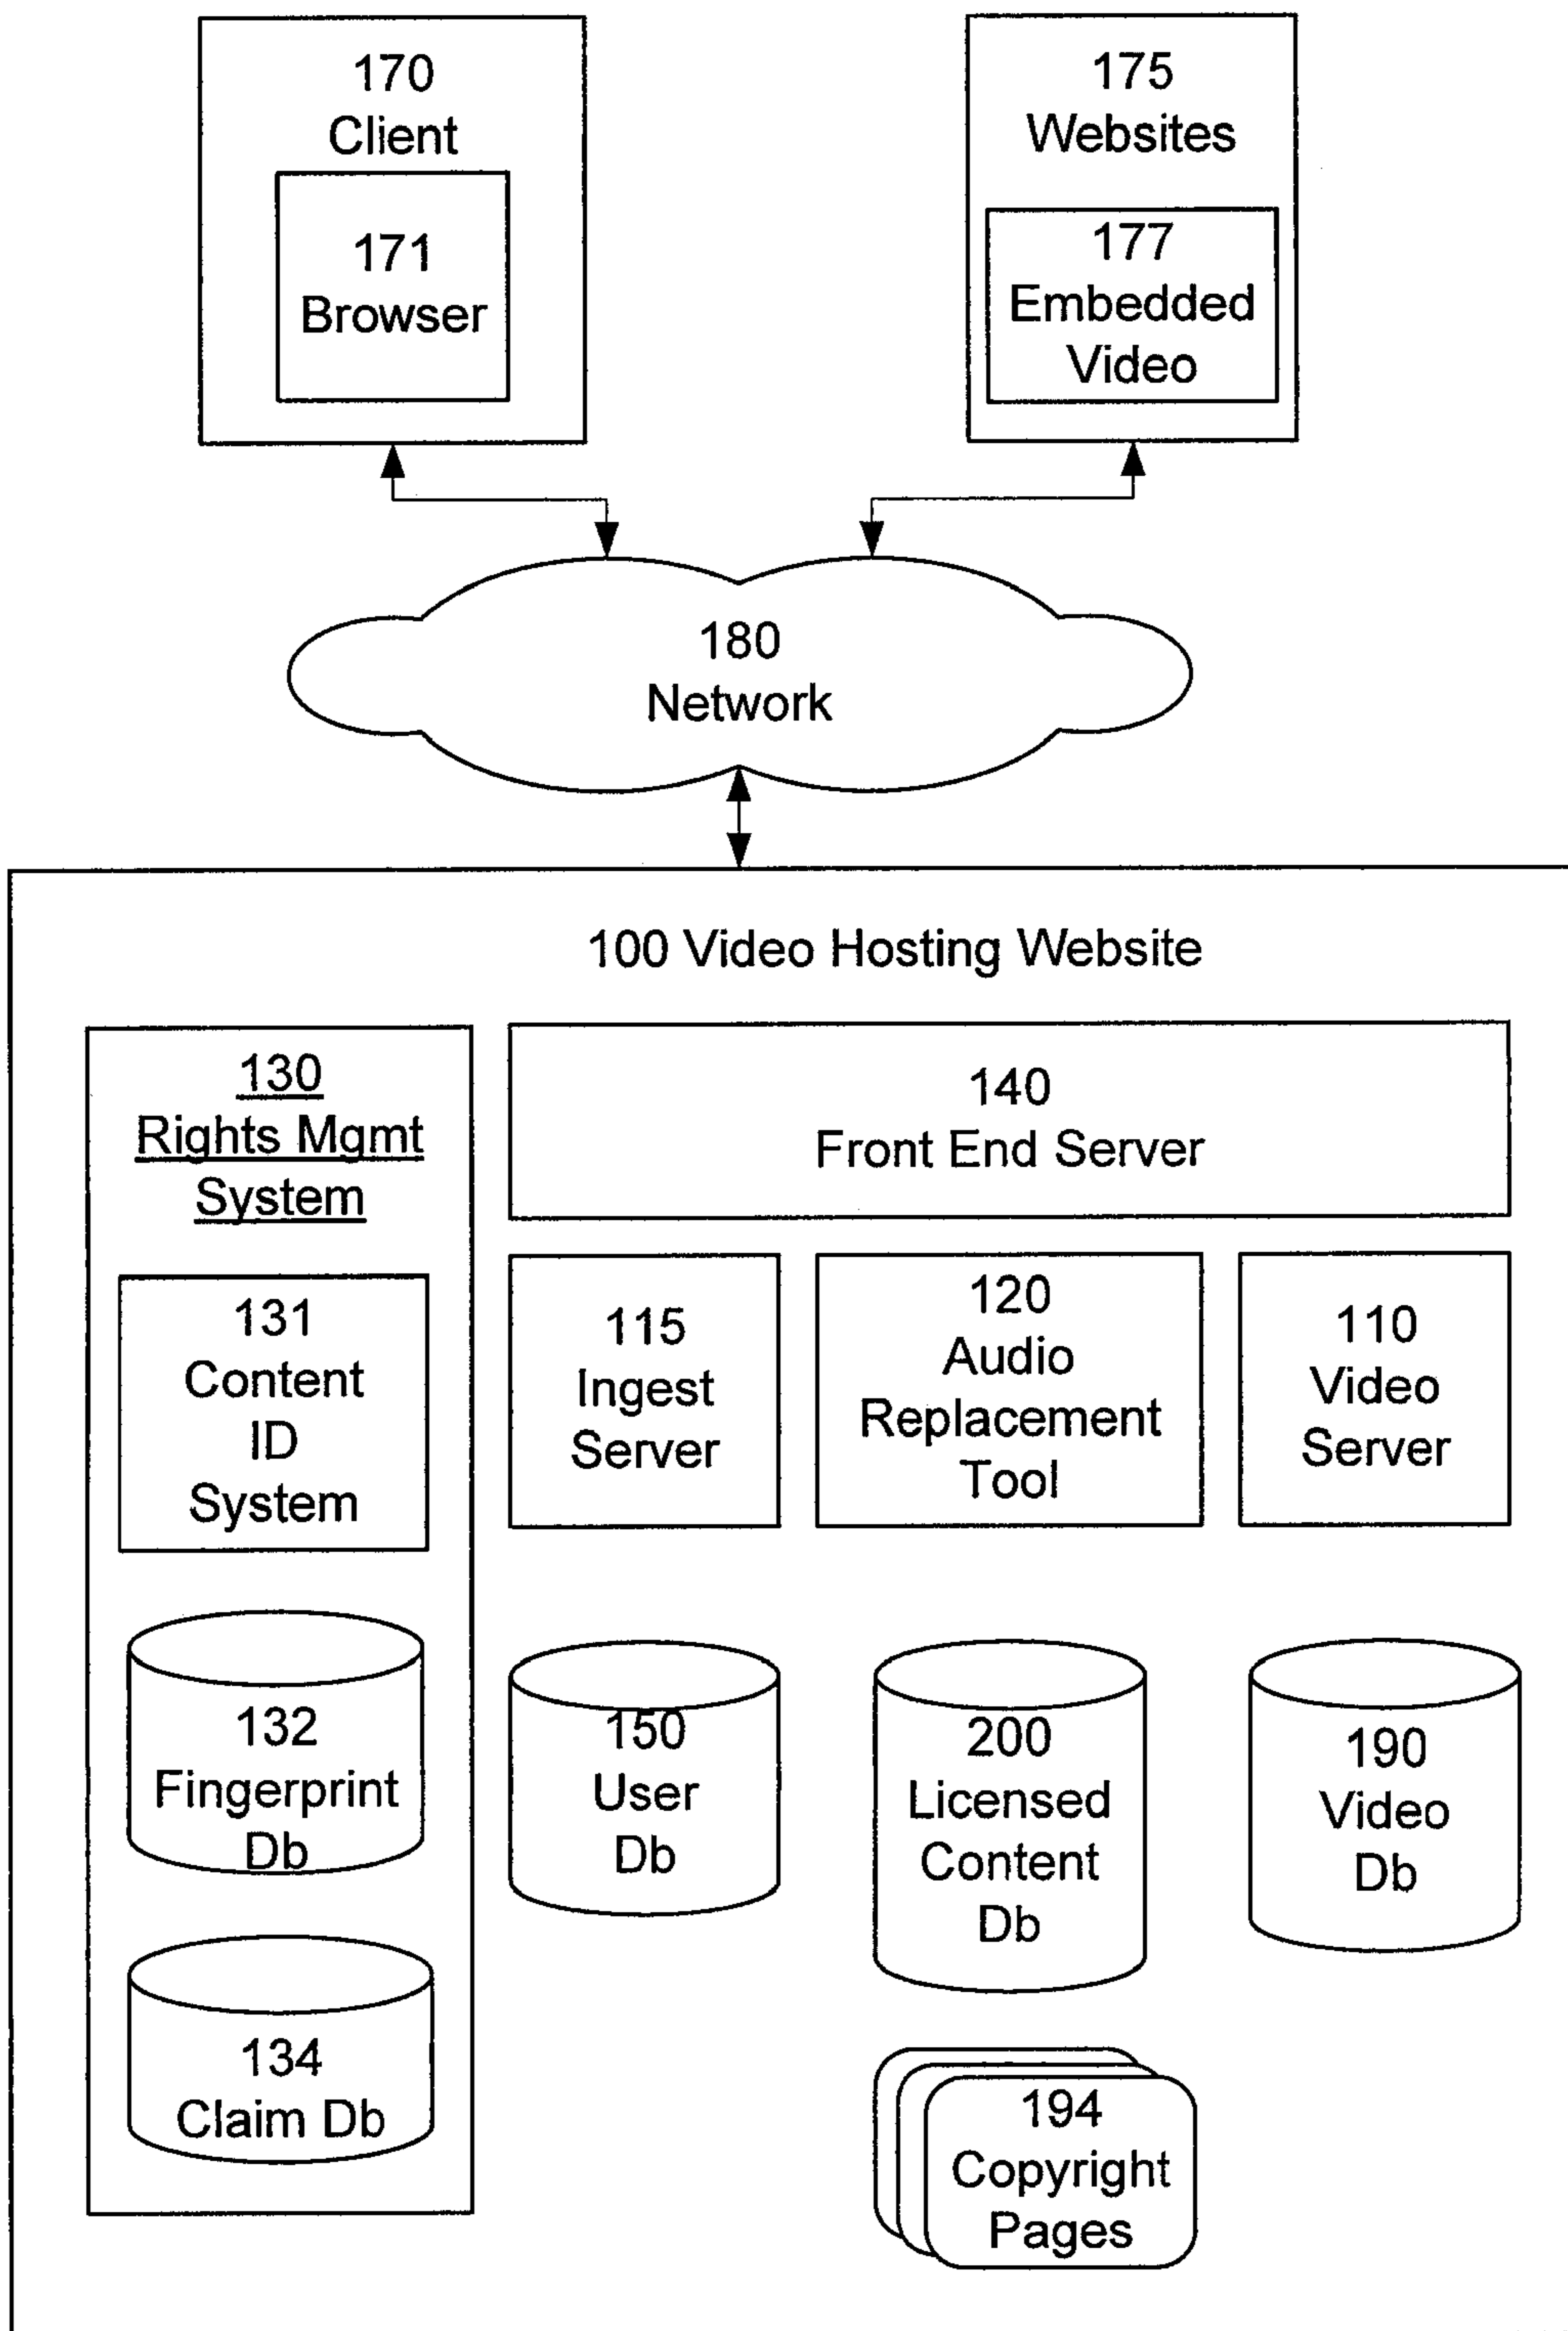 170
Client
171
Browser
175
Websites
177
Embedded
Video
180
Network
100 Video Hosting Website
130
Rights Mgmt
System
131
Content
ID
System
132
Fingerprint
Db
134
Claim Db
140
Front End Server
115
Ingest
Server
120
Audio
Replacement
Tool
110
Video
Server
150
User
Db
200
Licensed
Content
Db
190
Video
Db
194
Copyright
Pages